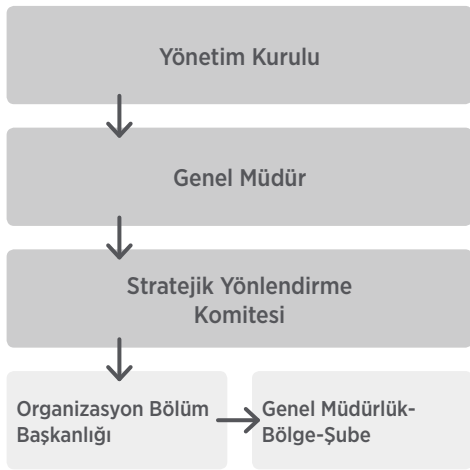 Yönetim Kurulu
Genel Müdür
Stratejik Yönlendirme
Komitesi
Organizasyon Bölüm
Başkanlığı
Genel Müdürlük-
Bölge-Şube